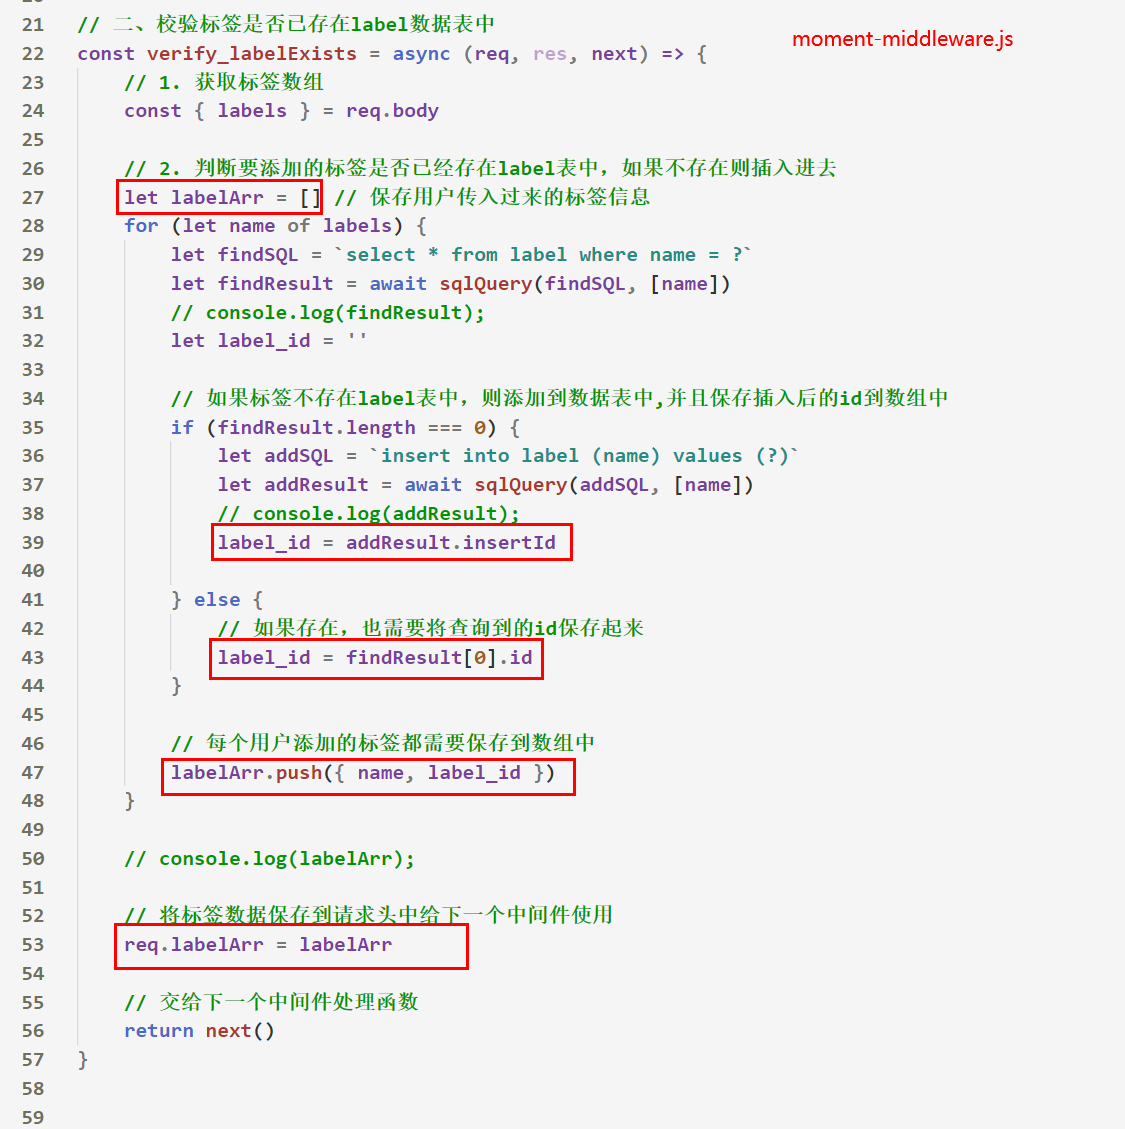 21 // 二、校验标签是否已存在label数据表中
moment-middleware.js
22 const verify_labelExists = async (req, res, next) => {
23 // 1. 获取标签数组
24 const { labels } = req.body
25
26 // 2. 判断要添加的标签是否已经存在label表中，如果不存在则插入进去
27 let labelArr = [] // 保存用户传入过来的标签信息
28 for (let name of labels) {
29 let findSQL = `select * from label where name = ?`
30 let findResult = await sqlQuery(findSQL, [name])
31 // console.log(findResult);
32 let label_id = ''
33
34 // 如果标签不存在label表中，则添加到数据表中,并且保存插入后的id到数组中
35 if (findResult.length === 0) {
36 let addSQL = `insert into label (name) values (?)`
37 let addResult = await sqlQuery(addSQL, [name])
38 // console.log(addResult);
39 label_id = addResult.insertId
40
41 } else {
42 // 如果存在，也需要将查询到的id保存起来
43 label_id = findResult[0].id
44 }
45
46 // 每个用户添加的标签都需要保存到数组中
47 labelArr.push({ name, label_id })
48 }
49
50 // console.log(labelArr);
51
52 // 将标签数据保存到请求头中给下一个中间件使用
53 req.labelArr = labelArr
54
55 // 交给下一个中间件处理函数
56 return next()
57 }
58
59